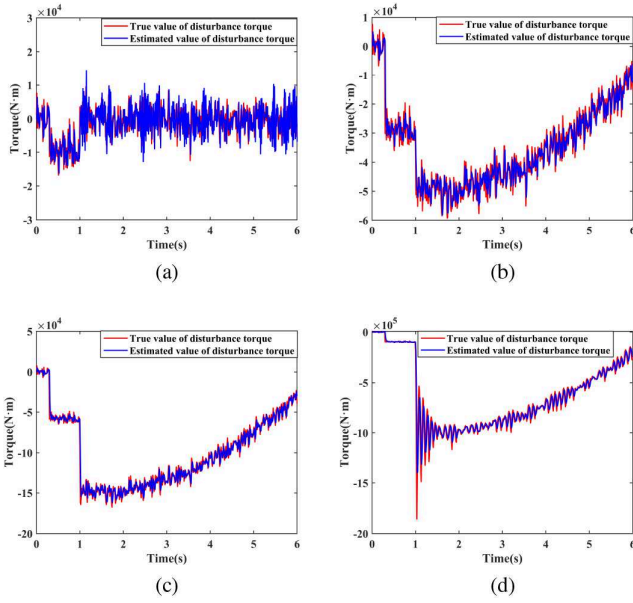 ×10⁴
True value of disturbance torque
Estimated value of disturbance torque
Torque(N·m)
3
2
1
0
-1
-2
-3
0 1 2 3 4 5 6
Time(s)
(a)
×10⁴
True value of disturbance torque
Estimated value of disturbance torque
Torque(N·m)
1
0
-1
-2
-3
-4
-5
-6
0 1 2 3 4 5 6
Time(s)
(b)
×10⁴
True value of disturbance torque
Estimated value of disturbance torque
Torque(N·m)
5
0
-5
-10
-15
-20
0 1 2 3 4 5 6
Time(s)
(c)
×10⁵
True value of disturbance torque
Estimated value of disturbance torque
Torque(N·m)
0
-5
-10
-15
-20
0 1 2 3 4 5 6
Time(s)
(d)